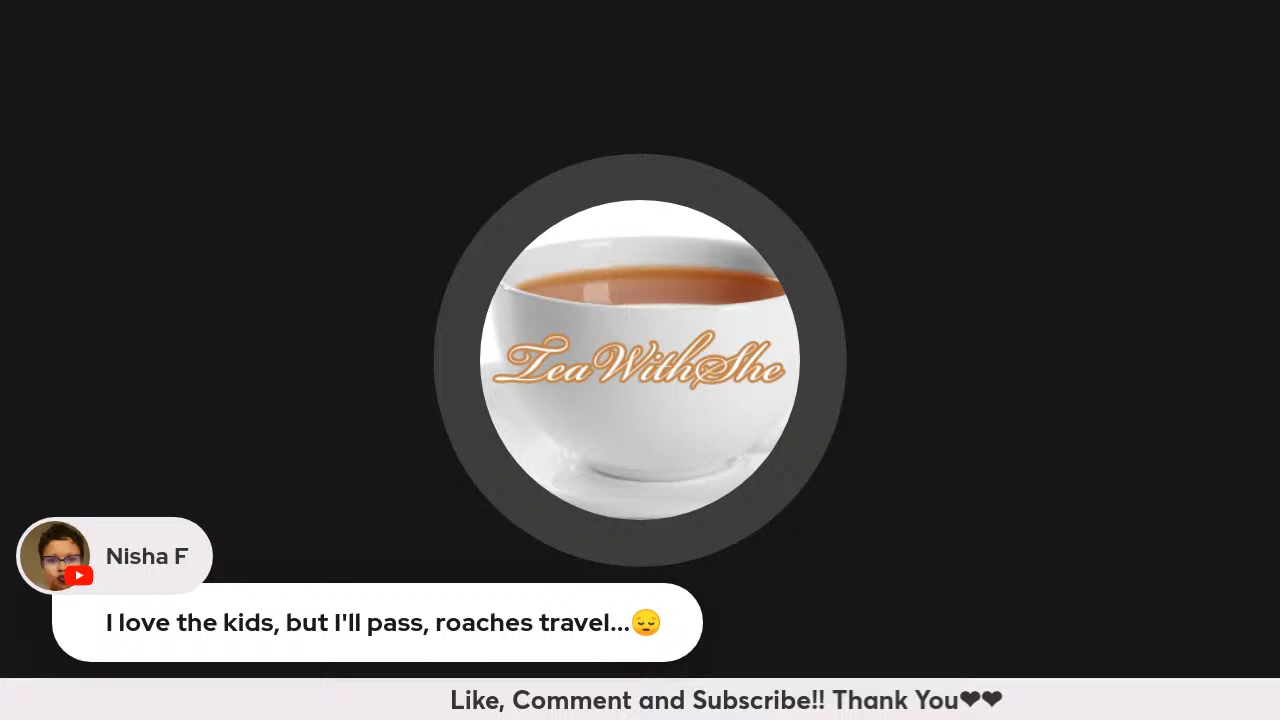 TeaWithShe
Nisha F
I love the kids, but I'll pass, roaches travel...😔
Like, Comment and Subscribe!! Thank You❤❤